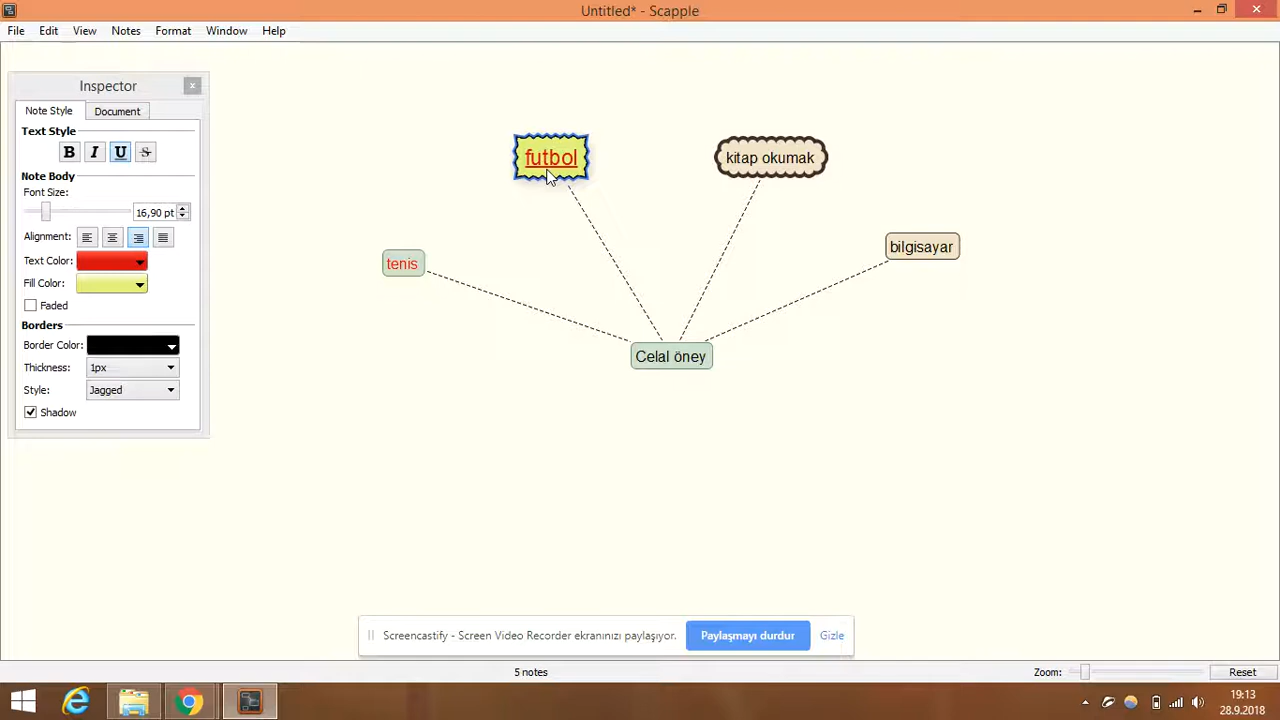 Untitled* - Scapple
File Edit View Notes Format Window Help
Inspector
x
Note Style Document
Text Style
B I U S
Note Body
Font Size:
16,90 pt
Alignment:
Text Color:
Fill Color:
Faded
Borders
Border Color:
Thickness: 1px
Style: Jagged
Shadow
futbol
kitap okumak
tenis
bilgisayar
Celal öney
Screencastify - Screen Video Recorder ekranınızı paylaşıyor. Paylaşmayı durdur Gizle
5 notes
Zoom: Reset
19:13
28.9.2018